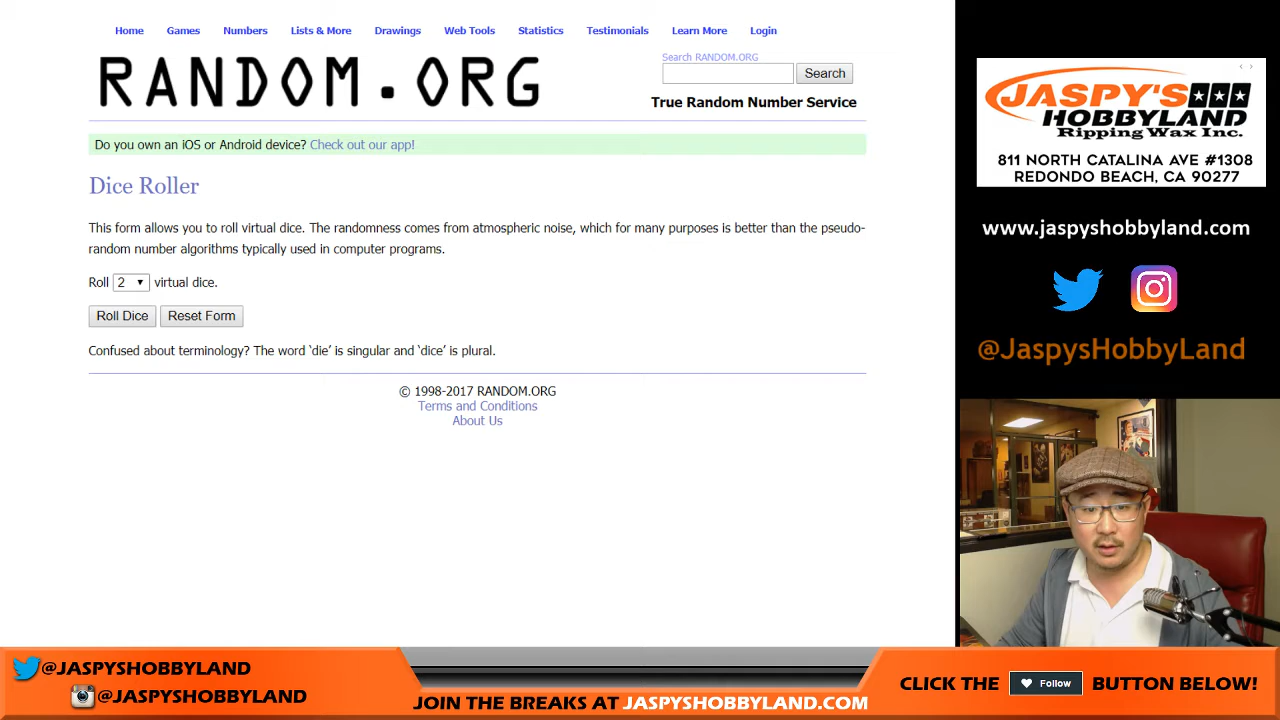 Home Games Numbers Lists & More Drawings Web Tools Statistics Testimonials Learn More Login
RANDOM.ORG
Search RANDOM.ORG
Search
True Random Number Service
Do you own an iOS or Android device? Check out our app!
Dice Roller
This form allows you to roll virtual dice. The randomness comes from atmospheric noise, which for many purposes is better than the pseudo-
random number algorithms typically used in computer programs.
Roll 2 virtual dice.
Roll Dice Reset Form
Confused about terminology? The word ‘die’ is singular and ‘dice’ is plural.
© 1998-2017 RANDOM.ORG
Terms and Conditions
About Us
JASPY'S
HOBBYLAND
Ripping Wax Inc.
811 NORTH CATALINA AVE #1308
REDONDO BEACH, CA 90277
www.jaspyshobbyland.com
@JaspysHobbyLand
@JASPYSHOBBYLAND
@JASPYSHOBBYLAND
JOIN THE BREAKS AT JASPYSHOBBYLAND.COM
CLICK THE Follow BUTTON BELOW!